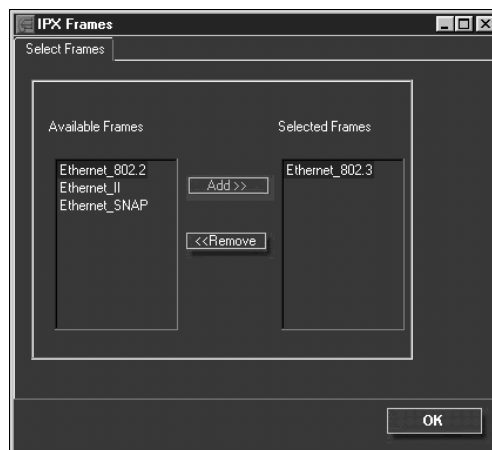 IPX Frames
Select Frames
Available Frames
Selected Frames
Ethernet_802.2
Ethernet_II
Ethernet_SNAP
Add>>
<<Remove
Ethernet_802.3
OK